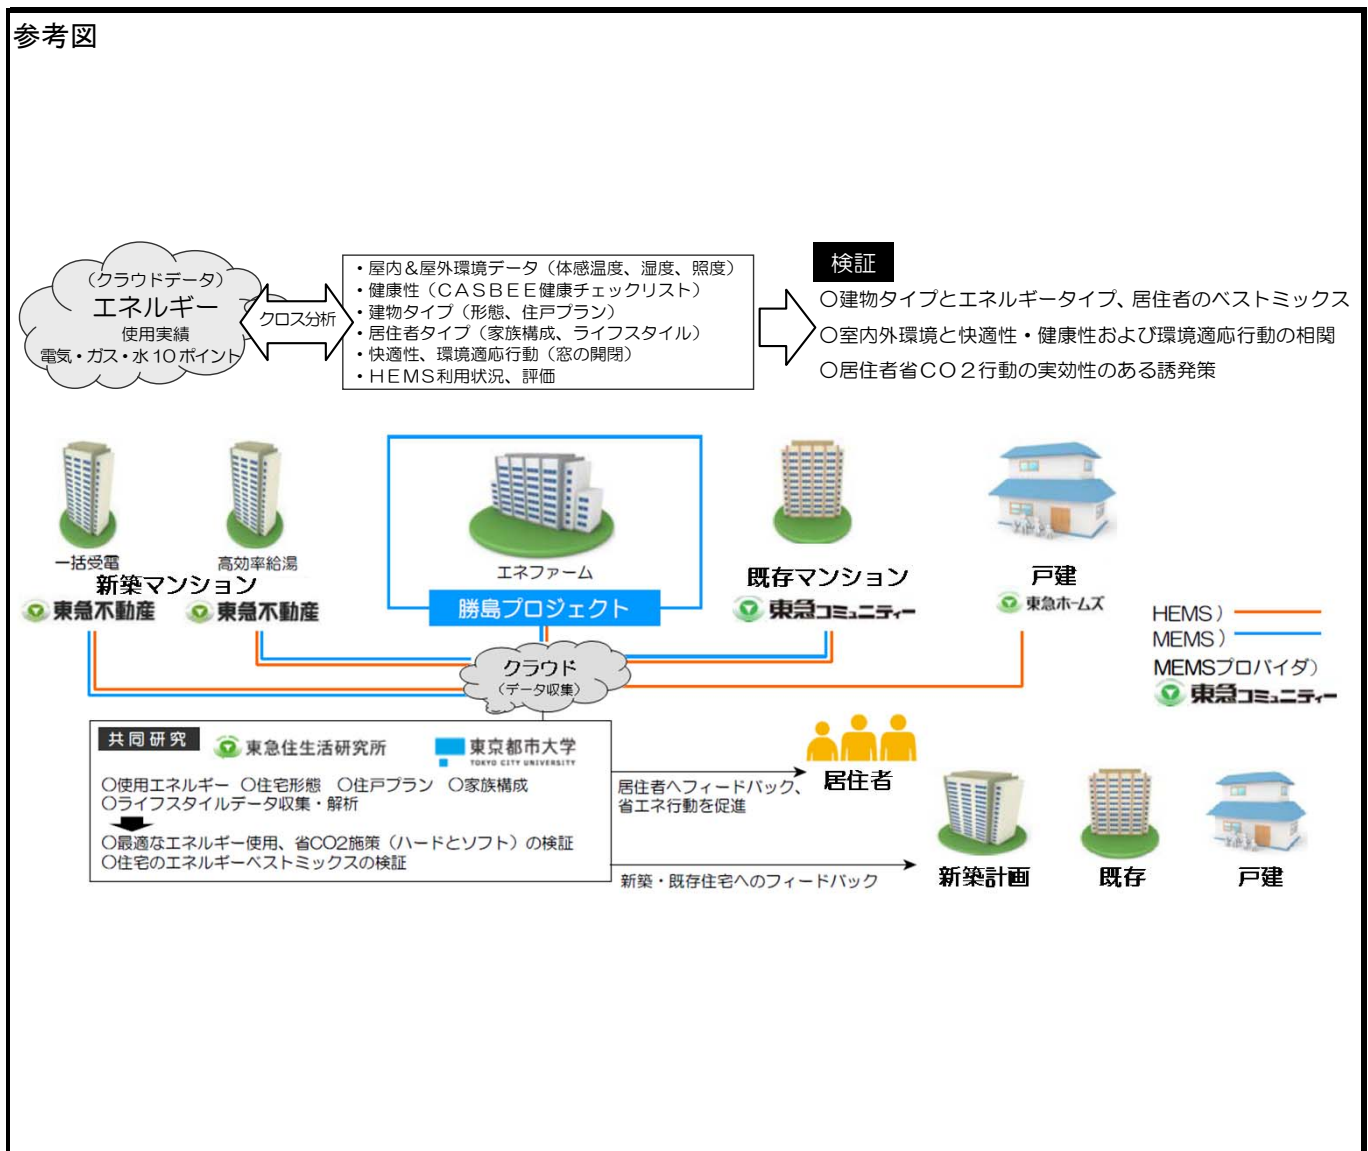 参考図
(クラウドデータ)
エネルギー
使用実績
電気・ガス・水10ポイント
クロス分析
・屋内＆屋外環境データ（体感温度、湿度、照度）
・健康性（ＣＡＳＢＥＥ健康チェックリスト）
・建物タイプ（形態、住戸プラン）
・居住者タイプ（家族構成、ライフスタイル）
・快適性、環境適応行動（窓の開閉）
・ＨＥＭＳ利用状況、評価
検証
○建物タイプとエネルギータイプ、居住者のベストミックス
○室内外環境と快適性・健康性および環境適応行動の相関
○居住者省ＣＯ２行動の実効性のある誘発策
一括受電
高効率給湯
新築マンション
東急不動産
東急不動産
エネファーム
勝島プロジェクト
既存マンション
東急コミュニティー
戸建
東急ホームズ
HEMS）
MEMS）
MEMSプロバイダ）
東急コミュニティー
クラウド
（データ収集）
共同研究
東急住生活研究所
東京都市大学
TOKYO CITY UNIVERSITY
○使用エネルギー ○住宅形態 ○住戸プラン ○家族構成
○ライフスタイルデータ収集・解析
○最適なエネルギー使用、省CO2施策（ハードとソフト）の検証
○住宅のエネルギーベストミックスの検証
居住者へフィードバック、
省エネ行動を促進
居住者
新築・既存住宅へのフィードバック
新築計画
既存
戸建